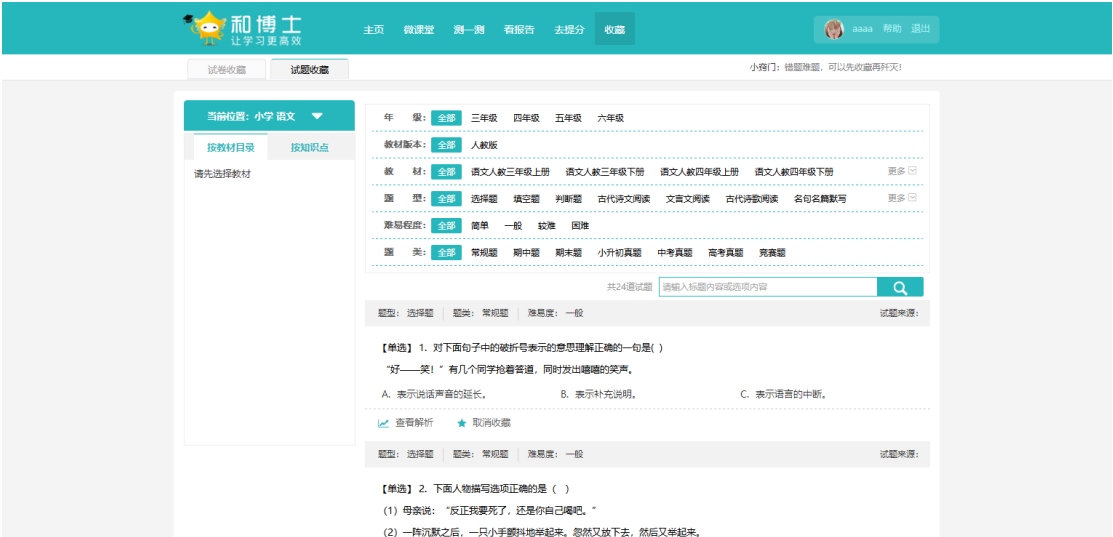 和博士
让学习更高效
主页 微课堂 测一测 看报告 去提分 收藏
aaaa 帮助 退出
试卷收藏 试题收藏
小窍门：错题难题，可以先收藏再歼灭！
当前位置：小学 语文
按教材目录 按知识点
请先选择教材
年 级： 全部 三年级 四年级 五年级 六年级
教材版本： 全部 人教版
教 材： 全部 语文人教三年级上册 语文人教三年级下册 语文人教四年级上册 语文人教四年级下册 更多
题 型： 全部 选择题 填空题 判断题 古代诗文阅读 文言文阅读 古代诗歌阅读 名句名篇默写 更多
难易程度： 全部 简单 一般 较难 困难
题 类： 全部 常规题 期中题 期末题 小升初真题 中考真题 高考真题 竞赛题
共24道试题 请输入标题内容或选项内容
题型： 选择题 题类： 常规题 难易度： 一般 试题来源：
【单选】 1. 对下面句子中的破折号表示的意思理解正确的一句是( )
“好——笑！”有几个同学抢着答道，同时发出嘻嘻的笑声。
A. 表示说话声音的延长。 B. 表示补充说明。 C. 表示语言的中断。
查看解析 取消收藏
题型： 选择题 题类： 常规题 难易度： 一般 试题来源：
【单选】 2. 下面人物描写选项正确的是（ ）
（1）母亲说：“反正我要死了，还是你自己喝吧。”
（2）一阵沉默之后，一只小手颤抖地举起来。忽然又放下去，然后又举起来。